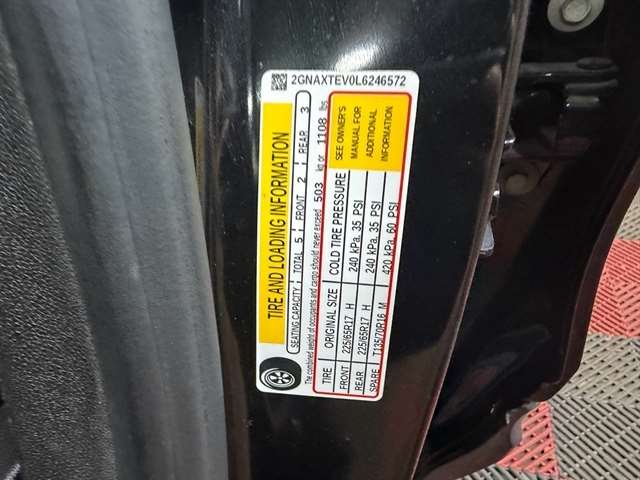 2GNAXTEV0L6246572
TIRE AND LOADING INFORMATION
SEATING CAPACITY TOTAL 5 FRONT 2 REAR 3
The combined weight of occupants and cargo should never exceed 503 kg or 1108 lbs
TIRE ORIGINAL SIZE COLD TIRE PRESSURE SEE OWNER'S
FRONT 225/65R17 H 240 kPa, 35 PSI MANUAL FOR
REAR 225/65R17 H 240 kPa, 35 PSI ADDITIONAL
SPARE T135/70R16 M 420 kPa, 60 PSI INFORMATION